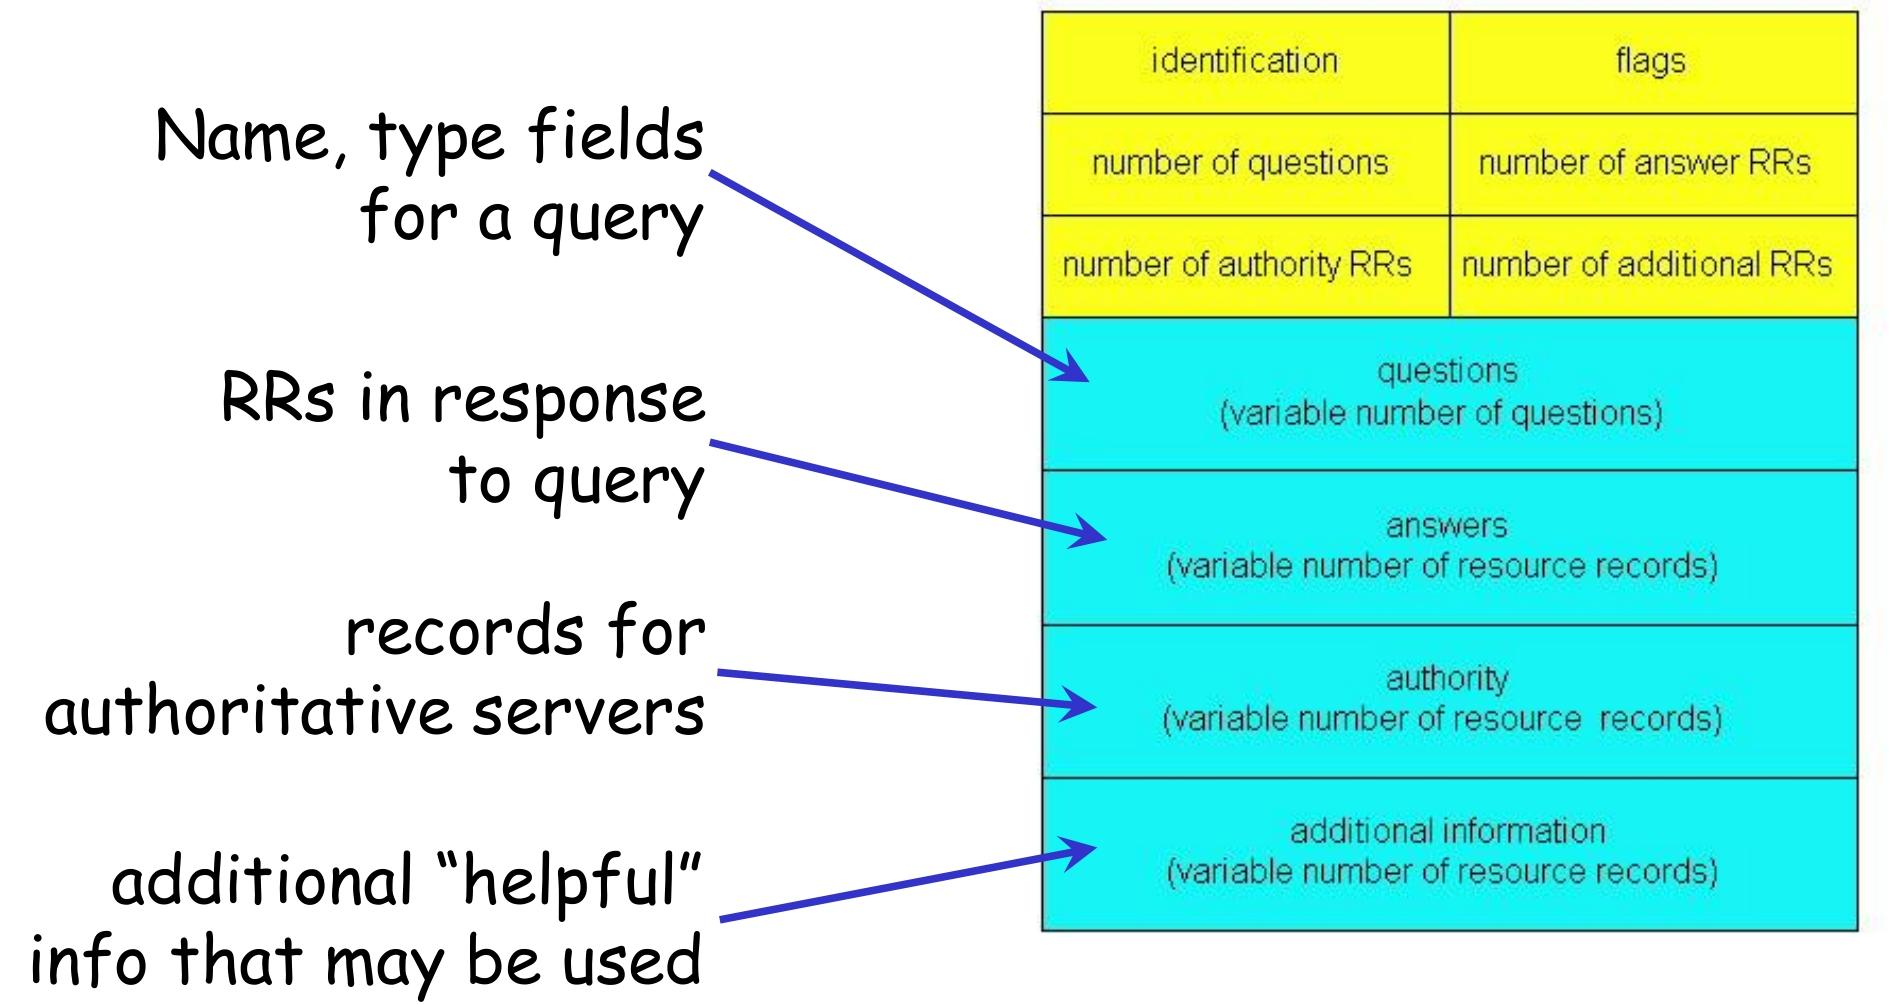 Name, type fields
for a query
RRs in response
to query
records for
authoritative servers
additional “helpful”
info that may be used
identification
flags
number of questions
number of answer RRs
number of authority RRs
number of additional RRs
questions
(variable number of questions)
answers
(variable number of resource records)
authority
(variable number of resource records)
additional information
(variable number of resource records)